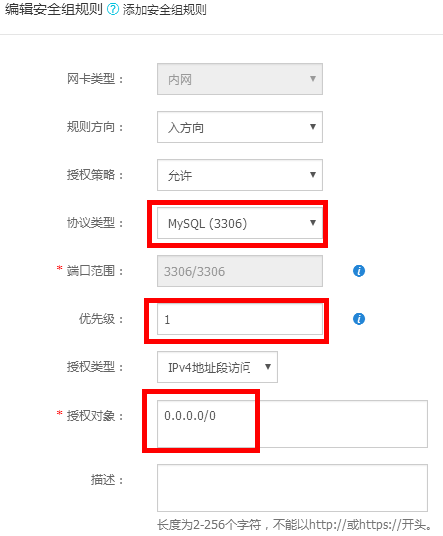 编辑安全组规则 ? 添加安全组规则
网卡类型： 内网
规则方向： 入方向
授权策略： 允许
协议类型： MySQL (3306)
* 端口范围： 3306/3306 i
优先级： 1 i
授权类型： IPv4地址段访问
* 授权对象： 0.0.0.0/0
描述：
长度为2-256个字符，不能以http://或https://开头。